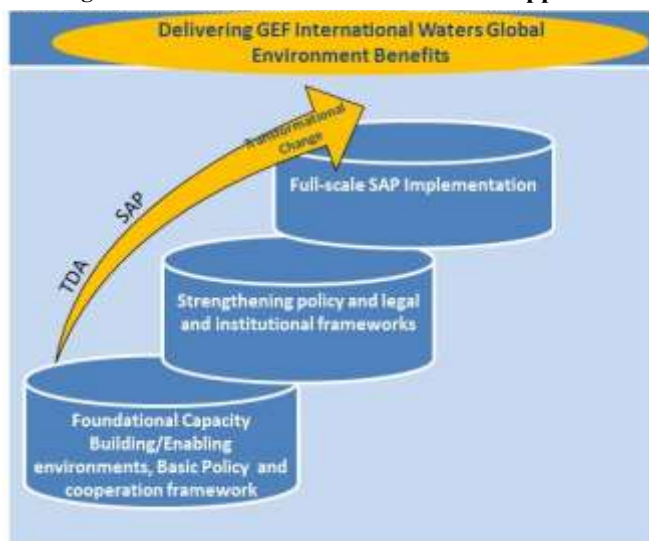 Delivering GEF International Waters Global
Environment Benefits
Transformational
Change
Full-scale SAP Implementation
SAP
TDA
Strengthening policy and legal
and institutional frameworks
Foundational Capacity
Building/Enabling
environments, Basic Policy and
cooperation framework